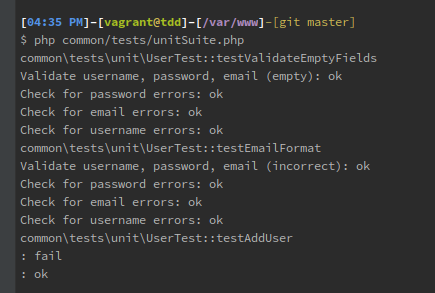 [04:35 PM]-[vagrant@tdd]-[/var/www]-[git master]
$ php common/tests/unitSuite.php
common\tests\unit\UserTest::testValidateEmptyFields
Validate username, password, email (empty): ok
Check for password errors: ok
Check for email errors: ok
Check for username errors: ok
common\tests\unit\UserTest::testEmailFormat
Validate username, password, email (incorrect): ok
Check for password errors: ok
Check for email errors: ok
Check for username errors: ok
common\tests\unit\UserTest::testAddUser
: fail
: ok